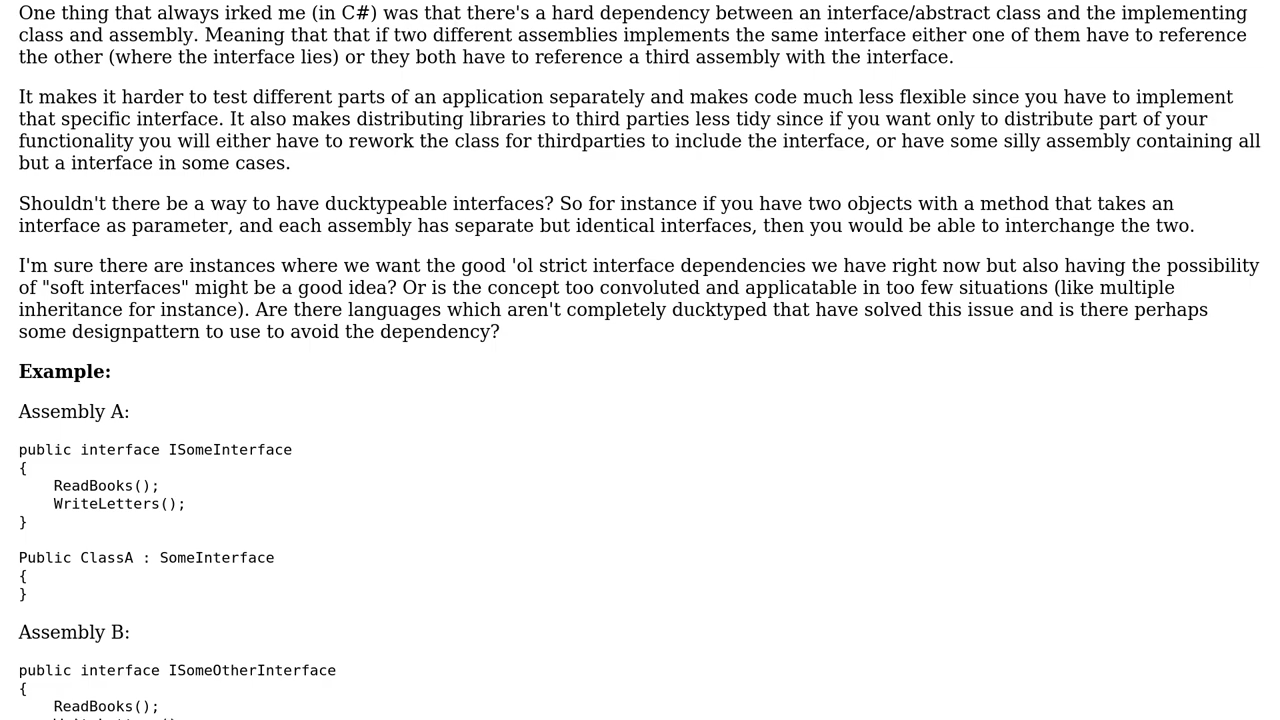 One thing that always irked me (in C#) was that there's a hard dependency between an interface/abstract class and the implementing
class and assembly. Meaning that that if two different assemblies implements the same interface either one of them have to reference
the other (where the interface lies) or they both have to reference a third assembly with the interface.
It makes it harder to test different parts of an application separately and makes code much less flexible since you have to implement
that specific interface. It also makes distributing libraries to third parties less tidy since if you want only to distribute part of your
functionality you will either have to rework the class for thirdparties to include the interface, or have some silly assembly containing all
but a interface in some cases.
Shouldn't there be a way to have ducktypeable interfaces? So for instance if you have two objects with a method that takes an
interface as parameter, and each assembly has separate but identical interfaces, then you would be able to interchange the two.
I'm sure there are instances where we want the good 'ol strict interface dependencies we have right now but also having the possibility
of "soft interfaces" might be a good idea? Or is the concept too convoluted and applicatable in too few situations (like multiple
inheritance for instance). Are there languages which aren't completely ducktyped that have solved this issue and is there perhaps
some designpattern to use to avoid the dependency?
Example:
Assembly A:
public interface ISomeInterface
{
    ReadBooks();
    WriteLetters();
}
Public ClassA : SomeInterface
{
}
Assembly B:
public interface ISomeOtherInterface
{
    ReadBooks();